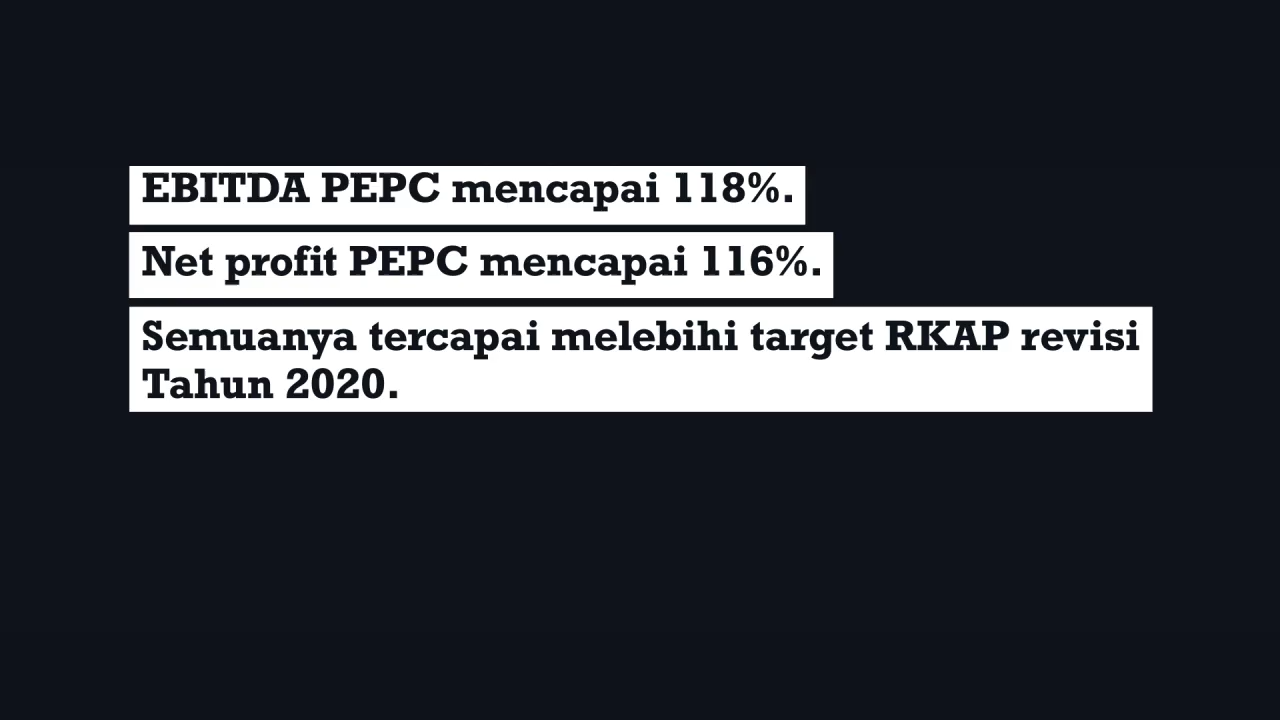 EBITDA PEPC mencapai 118%.
Net profit PEPC mencapai 116%.
Semuanya tercapai melebihi target RKAP revisi
Tahun 2020.